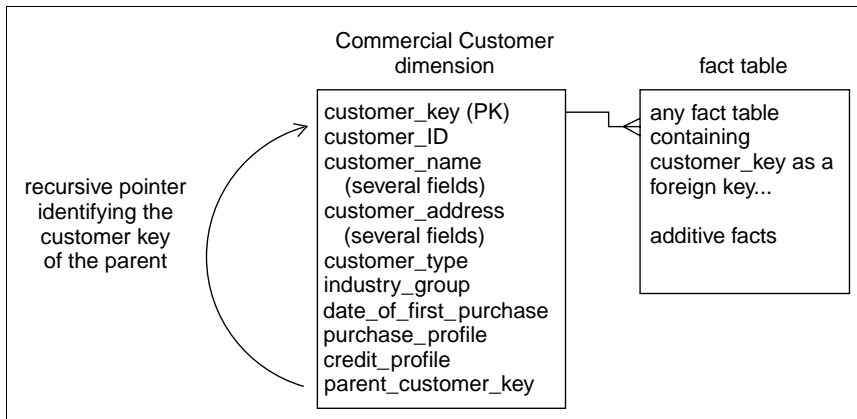 Commercial Customer
dimension
fact table
recursive pointer
identifying the
customer key
of the parent
customer_key (PK)
customer_ID
customer_name
(several fields)
customer_address
(several fields)
customer_type
industry_group
date_of_first_purchase
purchase_profile
credit_profile
parent_customer_key
any fact table
containing
customer_key as a
foreign key...
additive facts